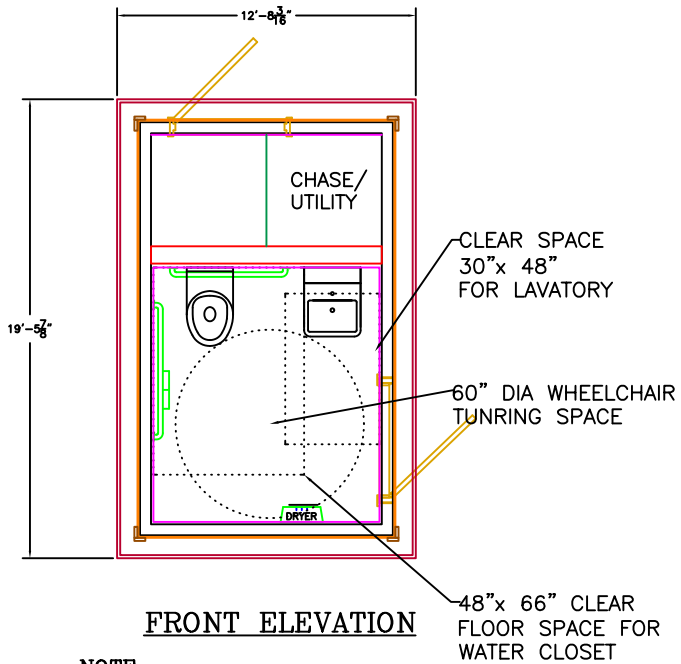 12'-8 3/16"
CHASE/
UTILITY
CLEAR SPACE
30"x 48"
FOR LAVATORY
19'-5 7/8"
60" DIA WHEELCHAIR
TUNRING SPACE
DRYER
48"x 66" CLEAR
FLOOR SPACE FOR
WATER CLOSET
FRONT ELEVATION
NOTE